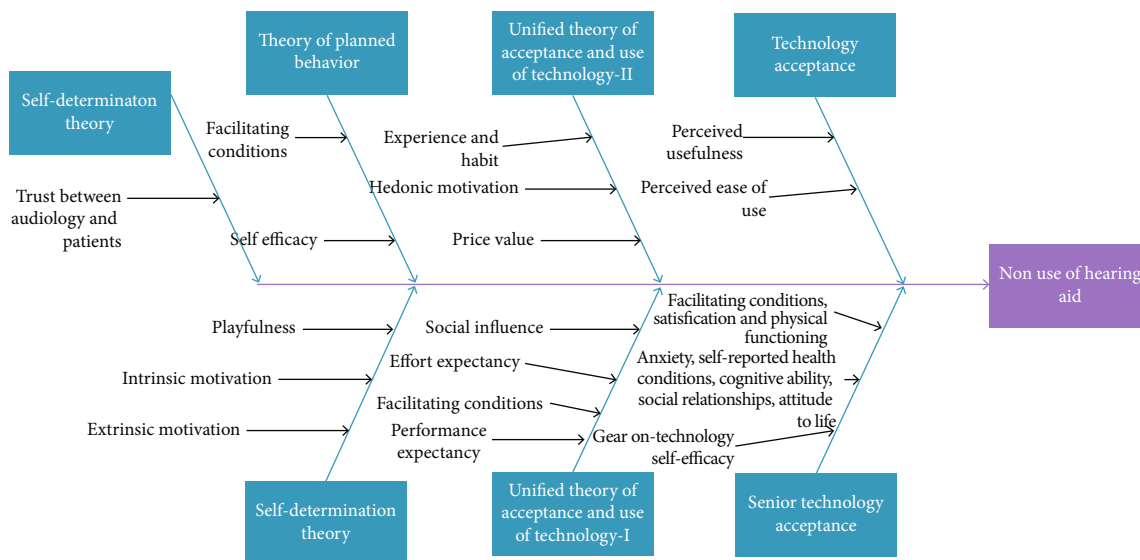 Self-determinaton
theory
Theory of planned
behavior
Unified theory of
acceptance and use
of technology-II
Technology
acceptance
Trust between
audiology and
patients
Facilitating
conditions
Self efficacy
Experience and
habit
Hedonic motivation
Price value
Perceived
usefulness
Perceived ease of
use
Non use of hearing
aid
Playfulness
Intrinsic motivation
Extrinsic motivation
Social influence
Effort expectancy
Facilitating conditions
Performance
expectancy
Facilitating conditions,
satisfation and physical
functioning
Anxiety, self-reported health
conditions, cognitive ability,
social relationships, attitude
to life
Gear on-technology
self-efficacy
Self-determination
theory
Unified theory of
acceptance and use
of technology-I
Senior technology
acceptance